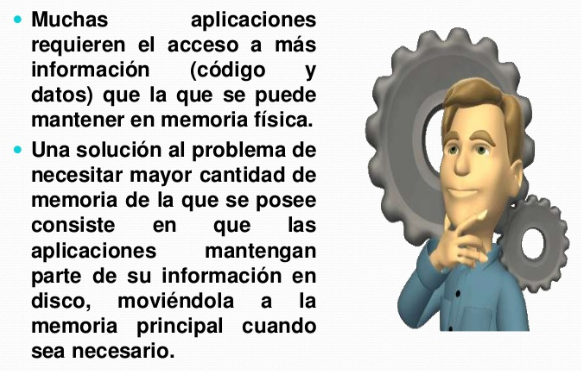 • Muchas aplicaciones
requieren el acceso a más
información (código y
datos) que la que se puede
mantener en memoria física.
• Una solución al problema de
necesitar mayor cantidad de
memoria de la que se posee
consiste en que las
aplicaciones mantengan
parte de su información en
disco, moviéndola a la
memoria principal cuando
sea necesario.